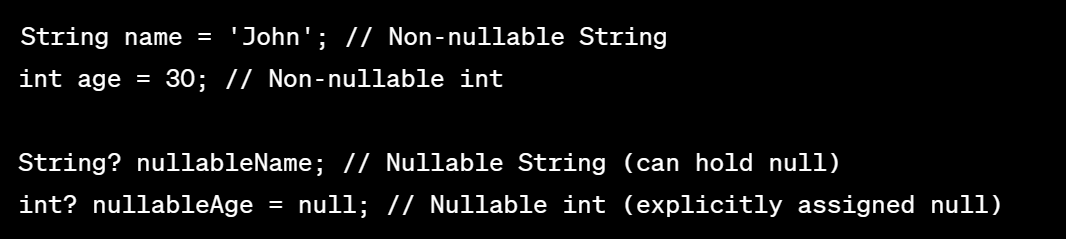 String name = 'John'; // Non-nullable String
int age = 30; // Non-nullable int
String? nullableName; // Nullable String (can hold null)
int? nullableAge = null; // Nullable int (explicitly assigned null)